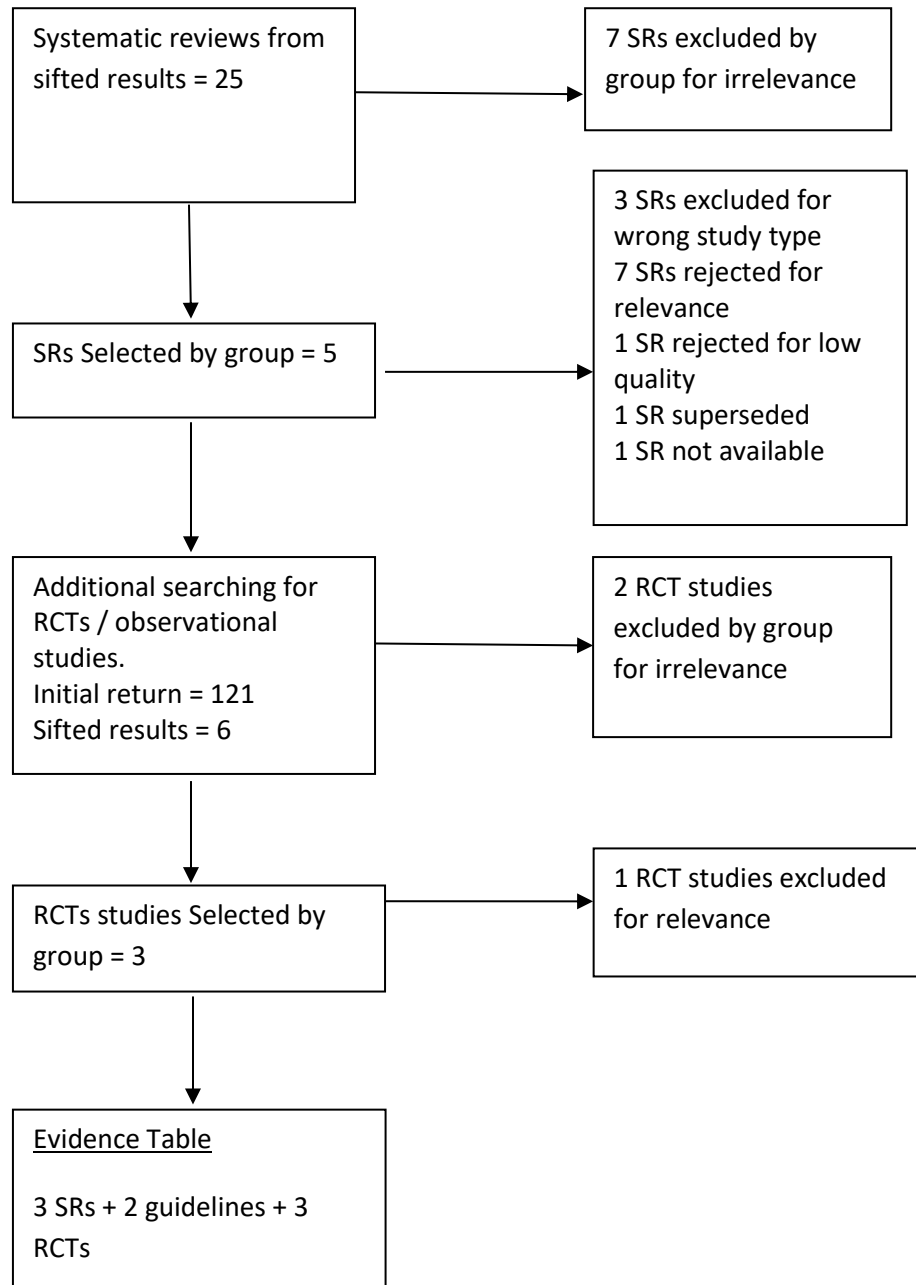 Systematic reviews from
sifted results = 25
7 SRs excluded by
group for irrelevance
3 SRs excluded for
wrong study type
7 SRs rejected for
relevance
1 SR rejected for low
quality
1 SR superseded
1 SR not available
SRs Selected by group = 5
Additional searching for
RCTs / observational
studies.
Initial return = 121
Sifted results = 6
2 RCT studies
excluded by group
for irrelevance
1 RCT studies excluded
for relevance
RCTs studies Selected by
group = 3
Evidence Table
3 SRs + 2 guidelines + 3
RCTs